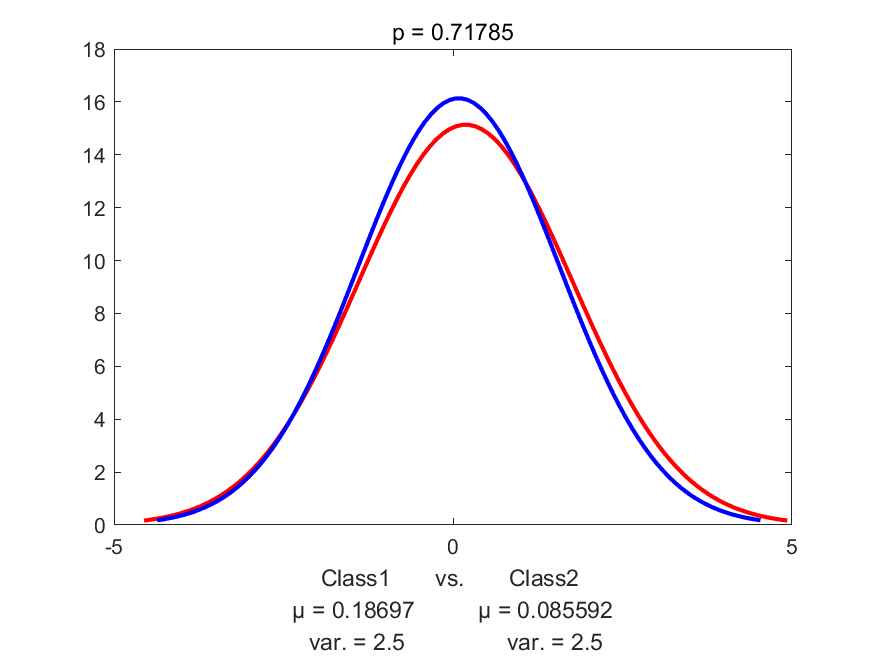 p = 0.71785
18
16
14
12
10
8
6
4
2
0
-5 0 5
Class1 vs. Class2
μ = 0.18697 μ = 0.085592
var. = 2.5 var. = 2.5